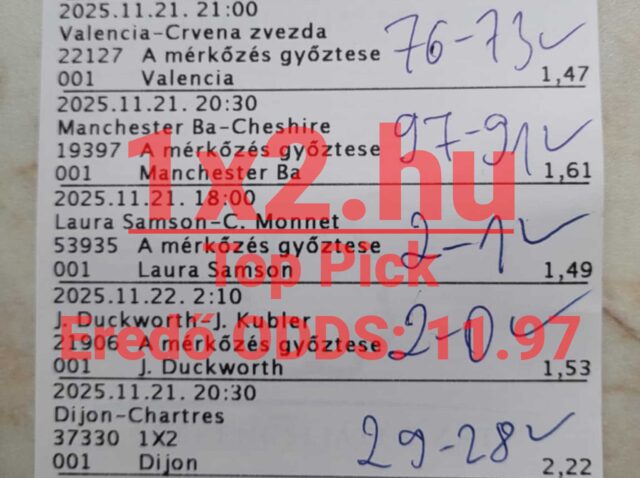 2025.11.21. 21:00
Valencia-Crvena zvezda
22127 A mérkőzés győztese 76-73 ✓
001 Valencia 1,47
2025.11.21. 20:30
Manchester Ba-Cheshire
19397 A mérkőzés győztese 97-91 ✓
001 Manchester Ba 1,61
1x2.hu
2025.11.21. 18:00
Laura Samson-C. Monnet
53935 A mérkőzés győztese 2-1 ✓
001 Laura Samson 1,49
Top Pick
2025.11.22. 2:10
J. Duckworth-J. Kubler
Eredő ODDS: 11.97
21906 A mérkőzés győztese 2-0 ✓
001 J. Duckworth 1,53
2025.11.21. 20:30
Dijon-Chartres
37330 1X2 29-28 ✓
001 Dijon 2,22